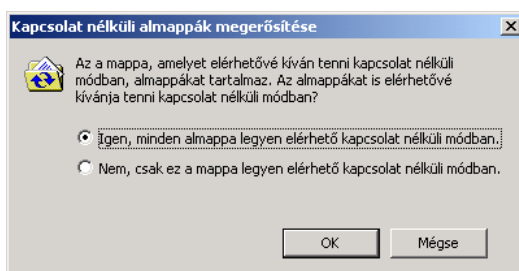 Kapcsolat nélküli almappák megerősítése
Az a mappa, amelyet elérhetővé kíván tenni kapcsolat nélküli
módban, almappákat tartalmaz. Az almappákat is elérhetővé
kívánja tenni kapcsolat nélküli módban?
Igen, minden almappa legyen elérhető kapcsolat nélküli módban.
Nem, csak ez a mappa legyen elérhető kapcsolat nélküli módban.
OK Mégse